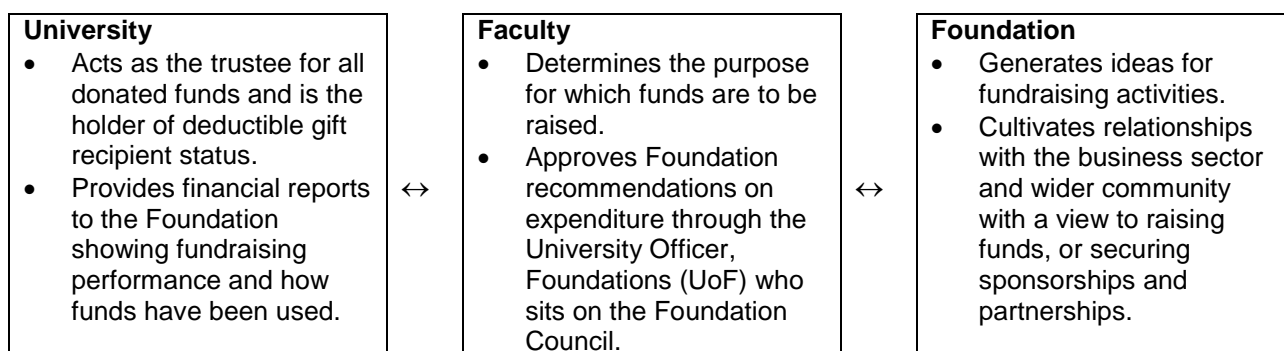 University
• Acts as the trustee for all
donated funds and is the
holder of deductible gift
recipient status.
• Provides financial reports
to the Foundation
showing fundraising
performance and how
funds have been used.
↔
Faculty
• Determines the purpose
for which funds are to be
raised.
• Approves Foundation
recommendations on
expenditure through the
University Officer,
Foundations (UoF) who
sits on the Foundation
Council.
↔
Foundation
• Generates ideas for
fundraising activities.
• Cultivates relationships
with the business sector
and wider community
with a view to raising
funds, or securing
sponsorships and
partnerships.